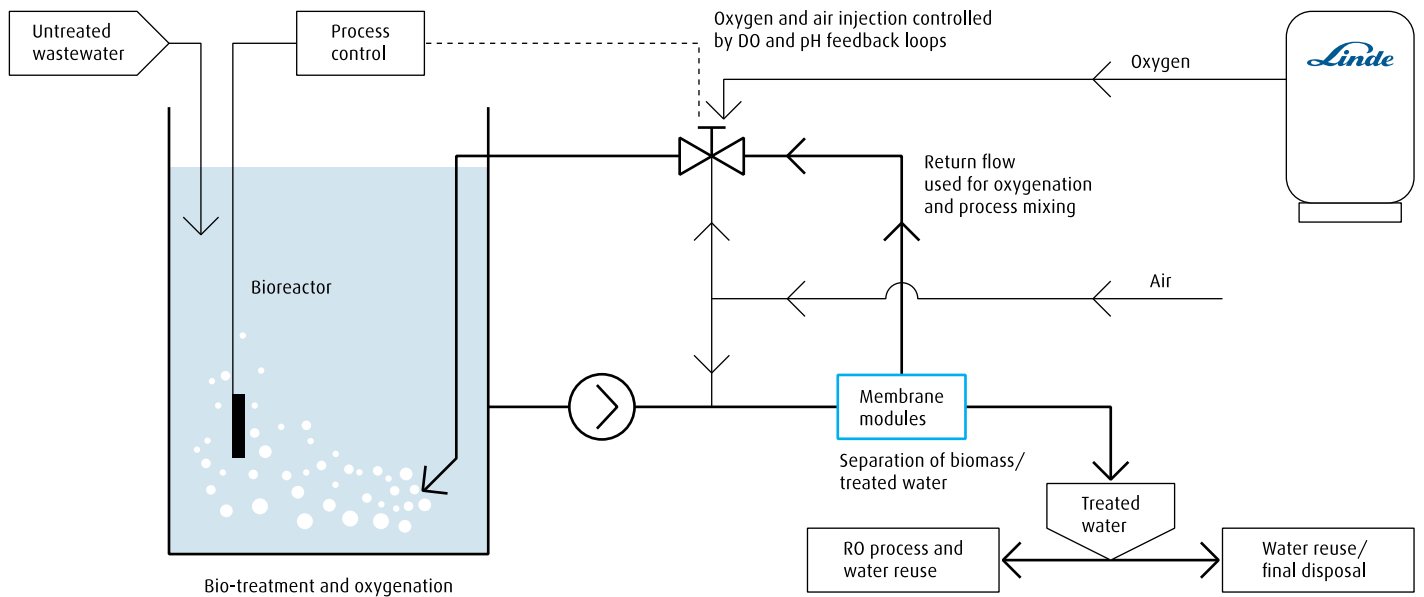 Untreated
wastewater
Process
control
Oxygen and air injection controlled
by DO and pH feedback loops
Oxygen
Linde
Return flow
used for oxygenation
and process mixing
Bioreactor
Air
Membrane
modules
Separation of biomass/
treated water
Treated
water
RO process and
water reuse
Water reuse/
final disposal
Bio-treatment and oxygenation